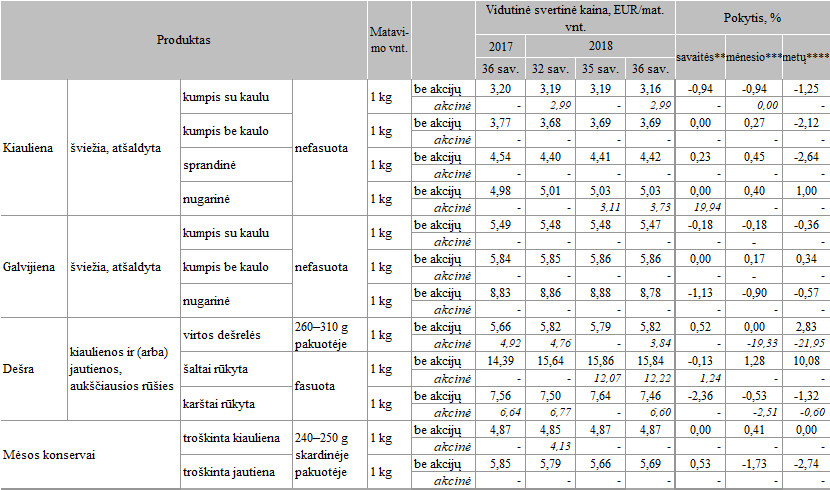 Produktas Matavimo vnt. Vidutinė svertinė kaina, EUR/mat. vnt. Pokytis, %
2017 2018 savaitės** mėnesio*** metų****
36 sav. 32 sav. 35 sav. 36 sav.
Kiauliena šviežia, atšaldyta kumpis su kaulu nefasuota 1 kg be akcijų 3,20 3,19 3,19 3,16 -0,94 -0,94 -1,25
akcinė - 2,99 - 2,99 - 0,00 -
kumpis be kaulo 1 kg be akcijų 3,77 3,68 3,69 3,69 0,00 0,27 -2,12
akcinė - - - - - - -
sprandinė 1 kg be akcijų 4,54 4,40 4,41 4,42 0,23 0,45 -2,64
akcinė - - - - - - -
nugarinė 1 kg be akcijų 4,98 5,01 5,03 5,03 0,00 0,40 1,00
akcinė - - 3,11 3,73 19,94 - -
Galvijiena šviežia, atšaldyta kumpis su kaulu nefasuota 1 kg be akcijų 5,49 5,48 5,48 5,47 -0,18 -0,18 -0,36
akcinė - - - - - - -
kumpis be kaulo 1 kg be akcijų 5,84 5,85 5,86 5,86 0,00 0,17 0,34
akcinė - - - - - - -
nugarinė 1 kg be akcijų 8,83 8,86 8,88 8,78 -1,13 -0,90 -0,57
akcinė - - - - - - -
Dešra kiaulienos ir (arba) jautienos, aukščiausios rūšies virtos dešrelės 260–310 g pakuotėje 1 kg be akcijų 5,66 5,82 5,79 5,82 0,52 0,00 2,83
akcinė 4,92 4,76 - 3,84 - -19,33 -21,95
šaltai rūkyta fasuota 1 kg be akcijų 14,39 15,64 15,86 15,84 -0,13 1,28 10,08
akcinė - - 12,07 12,22 1,24 - -
karštai rūkyta 1 kg be akcijų 7,56 7,50 7,64 7,46 -2,36 -0,53 -1,32
akcinė 6,64 6,77 - 6,60 - -2,51 -0,60
Mėsos konservai troškinta kiauliena 240–250 g skardinėje pakuotėje 1 kg be akcijų 4,87 4,85 4,87 4,87 0,00 0,41 0,00
akcinė - 4,13 - - - - -
troškinta jautiena 1 kg be akcijų 5,85 5,79 5,66 5,69 0,53 -1,73 -2,74
akcinė - - - - - - -